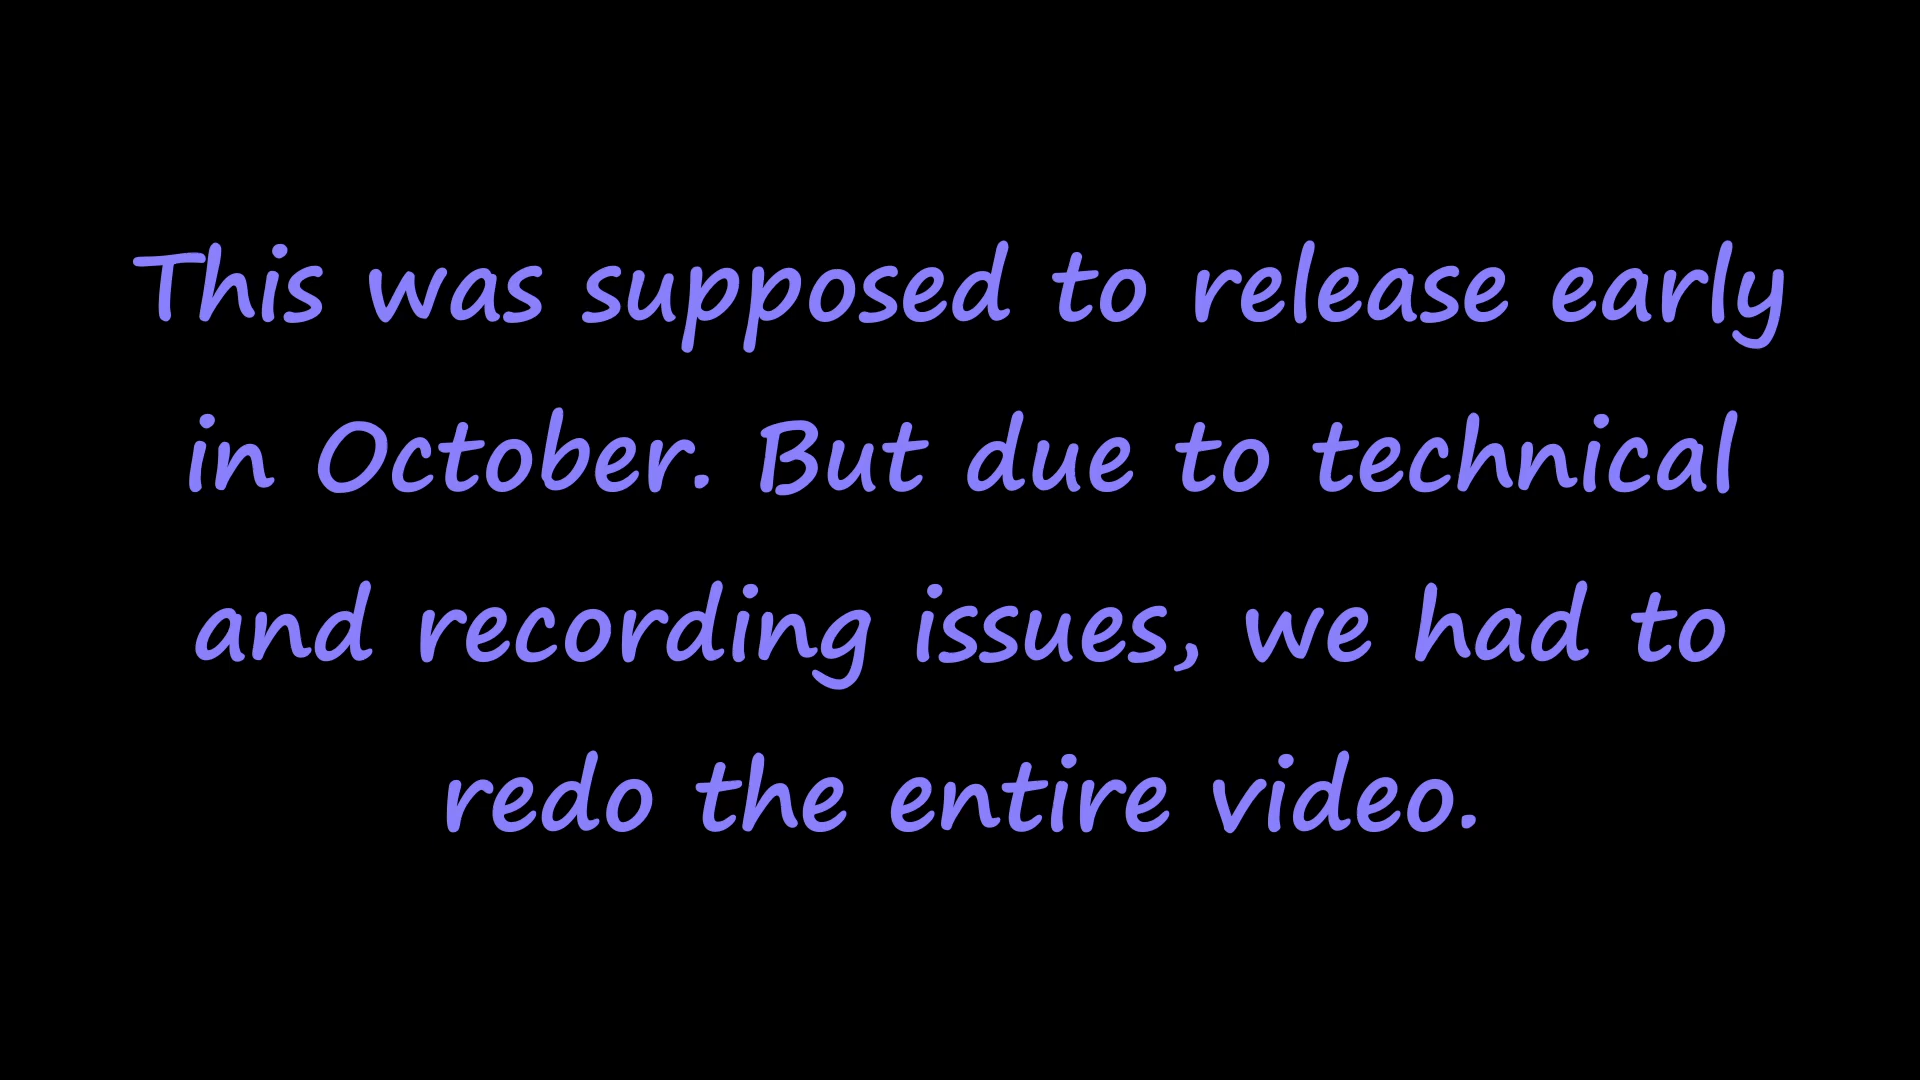 This was supposed to release early
in October. But due to technical
and recording issues, we had to
redo the entire video.